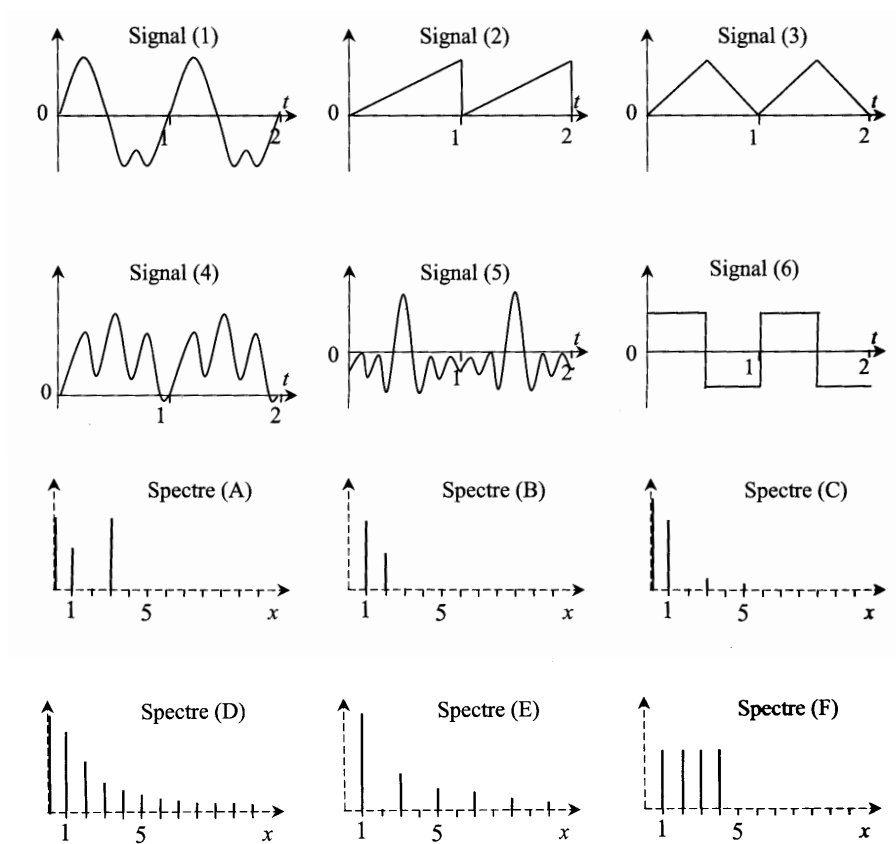 Signal (1) Signal (2) Signal (3)
0 t 1 2
0 t 1 2
0 t 1 2
Signal (4) Signal (5) Signal (6)
0 t 1 2
0 t 1 2
0 t 1 2
Spectre (A) Spectre (B) Spectre (C)
1 5 x
1 5 x
1 5 x
Spectre (D) Spectre (E) Spectre (F)
1 5 x
1 5 x
1 5 x